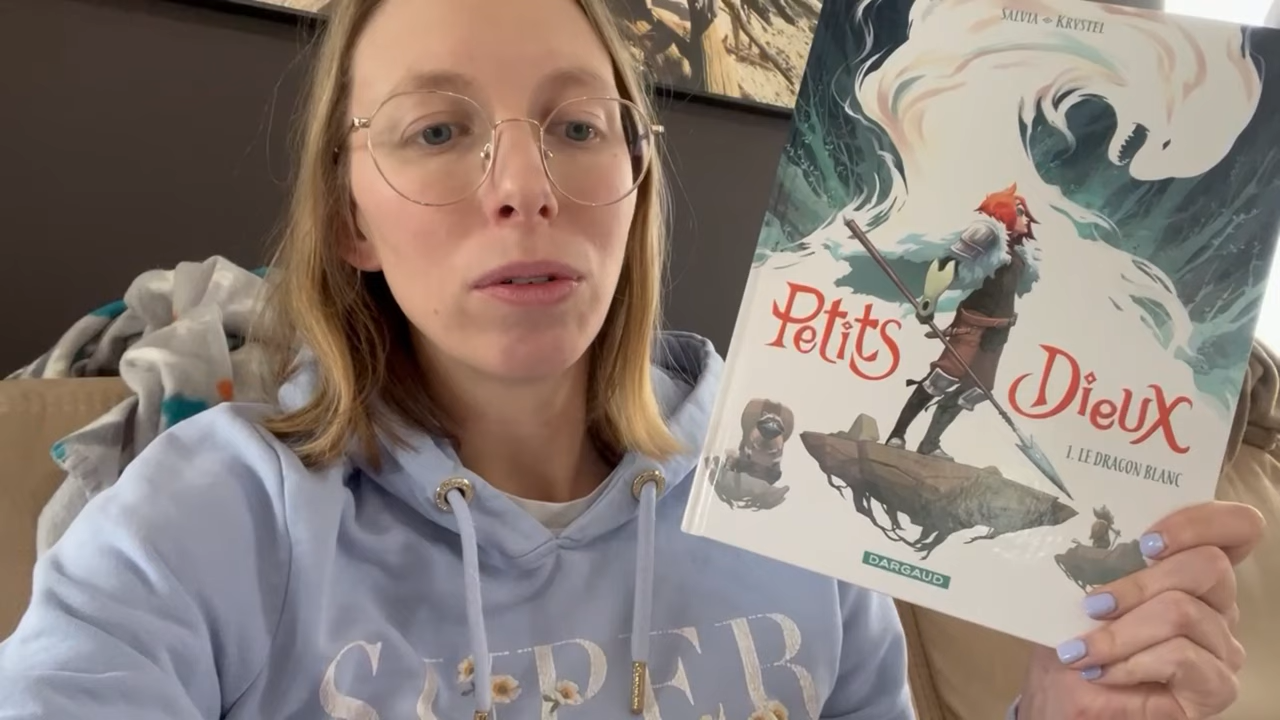 SALVIA KRYSTEL
Petits
Dieux
1. LE DRAGON BLANC
DARGAUD
SUPER